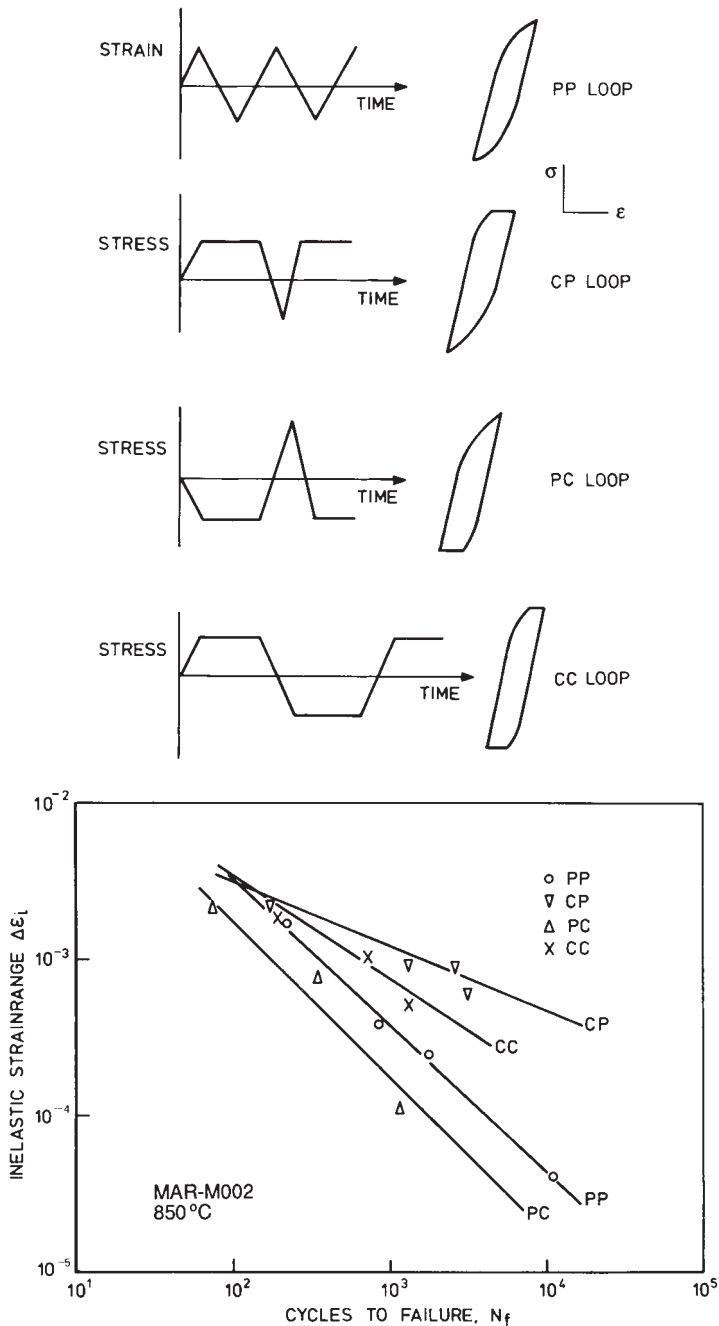 STRAIN
TIME
PP LOOP
σ
ε
STRESS
TIME
CP LOOP
STRESS
TIME
PC LOOP
STRESS
TIME
CC LOOP
10⁻²
10⁻³
10⁻⁴
10⁻⁵
INELASTIC STRAINRANGE Δεᵢ
○ PP
▽ CP
△ PC
X CC
CP
CC
PP
PC
MAR-M002
850°C
10¹
10²
10³
10⁴
10⁵
CYCLES TO FAILURE, N_f